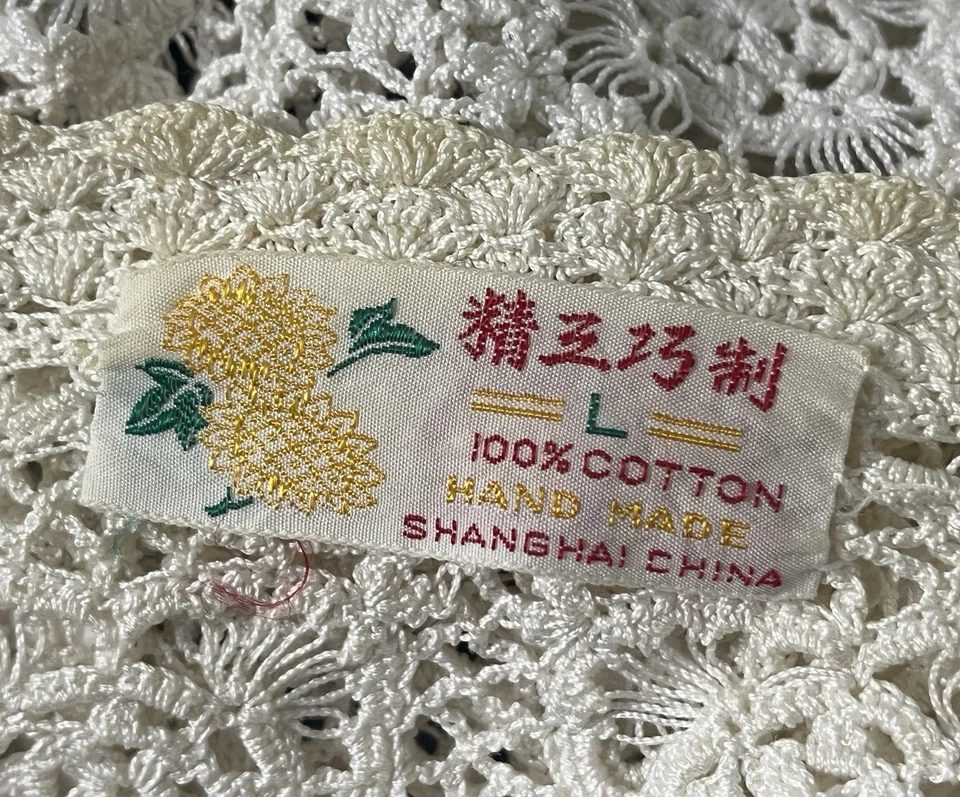 精工巧制
L
100% COTTON
HAND MADE
SHANGHAI CHINA